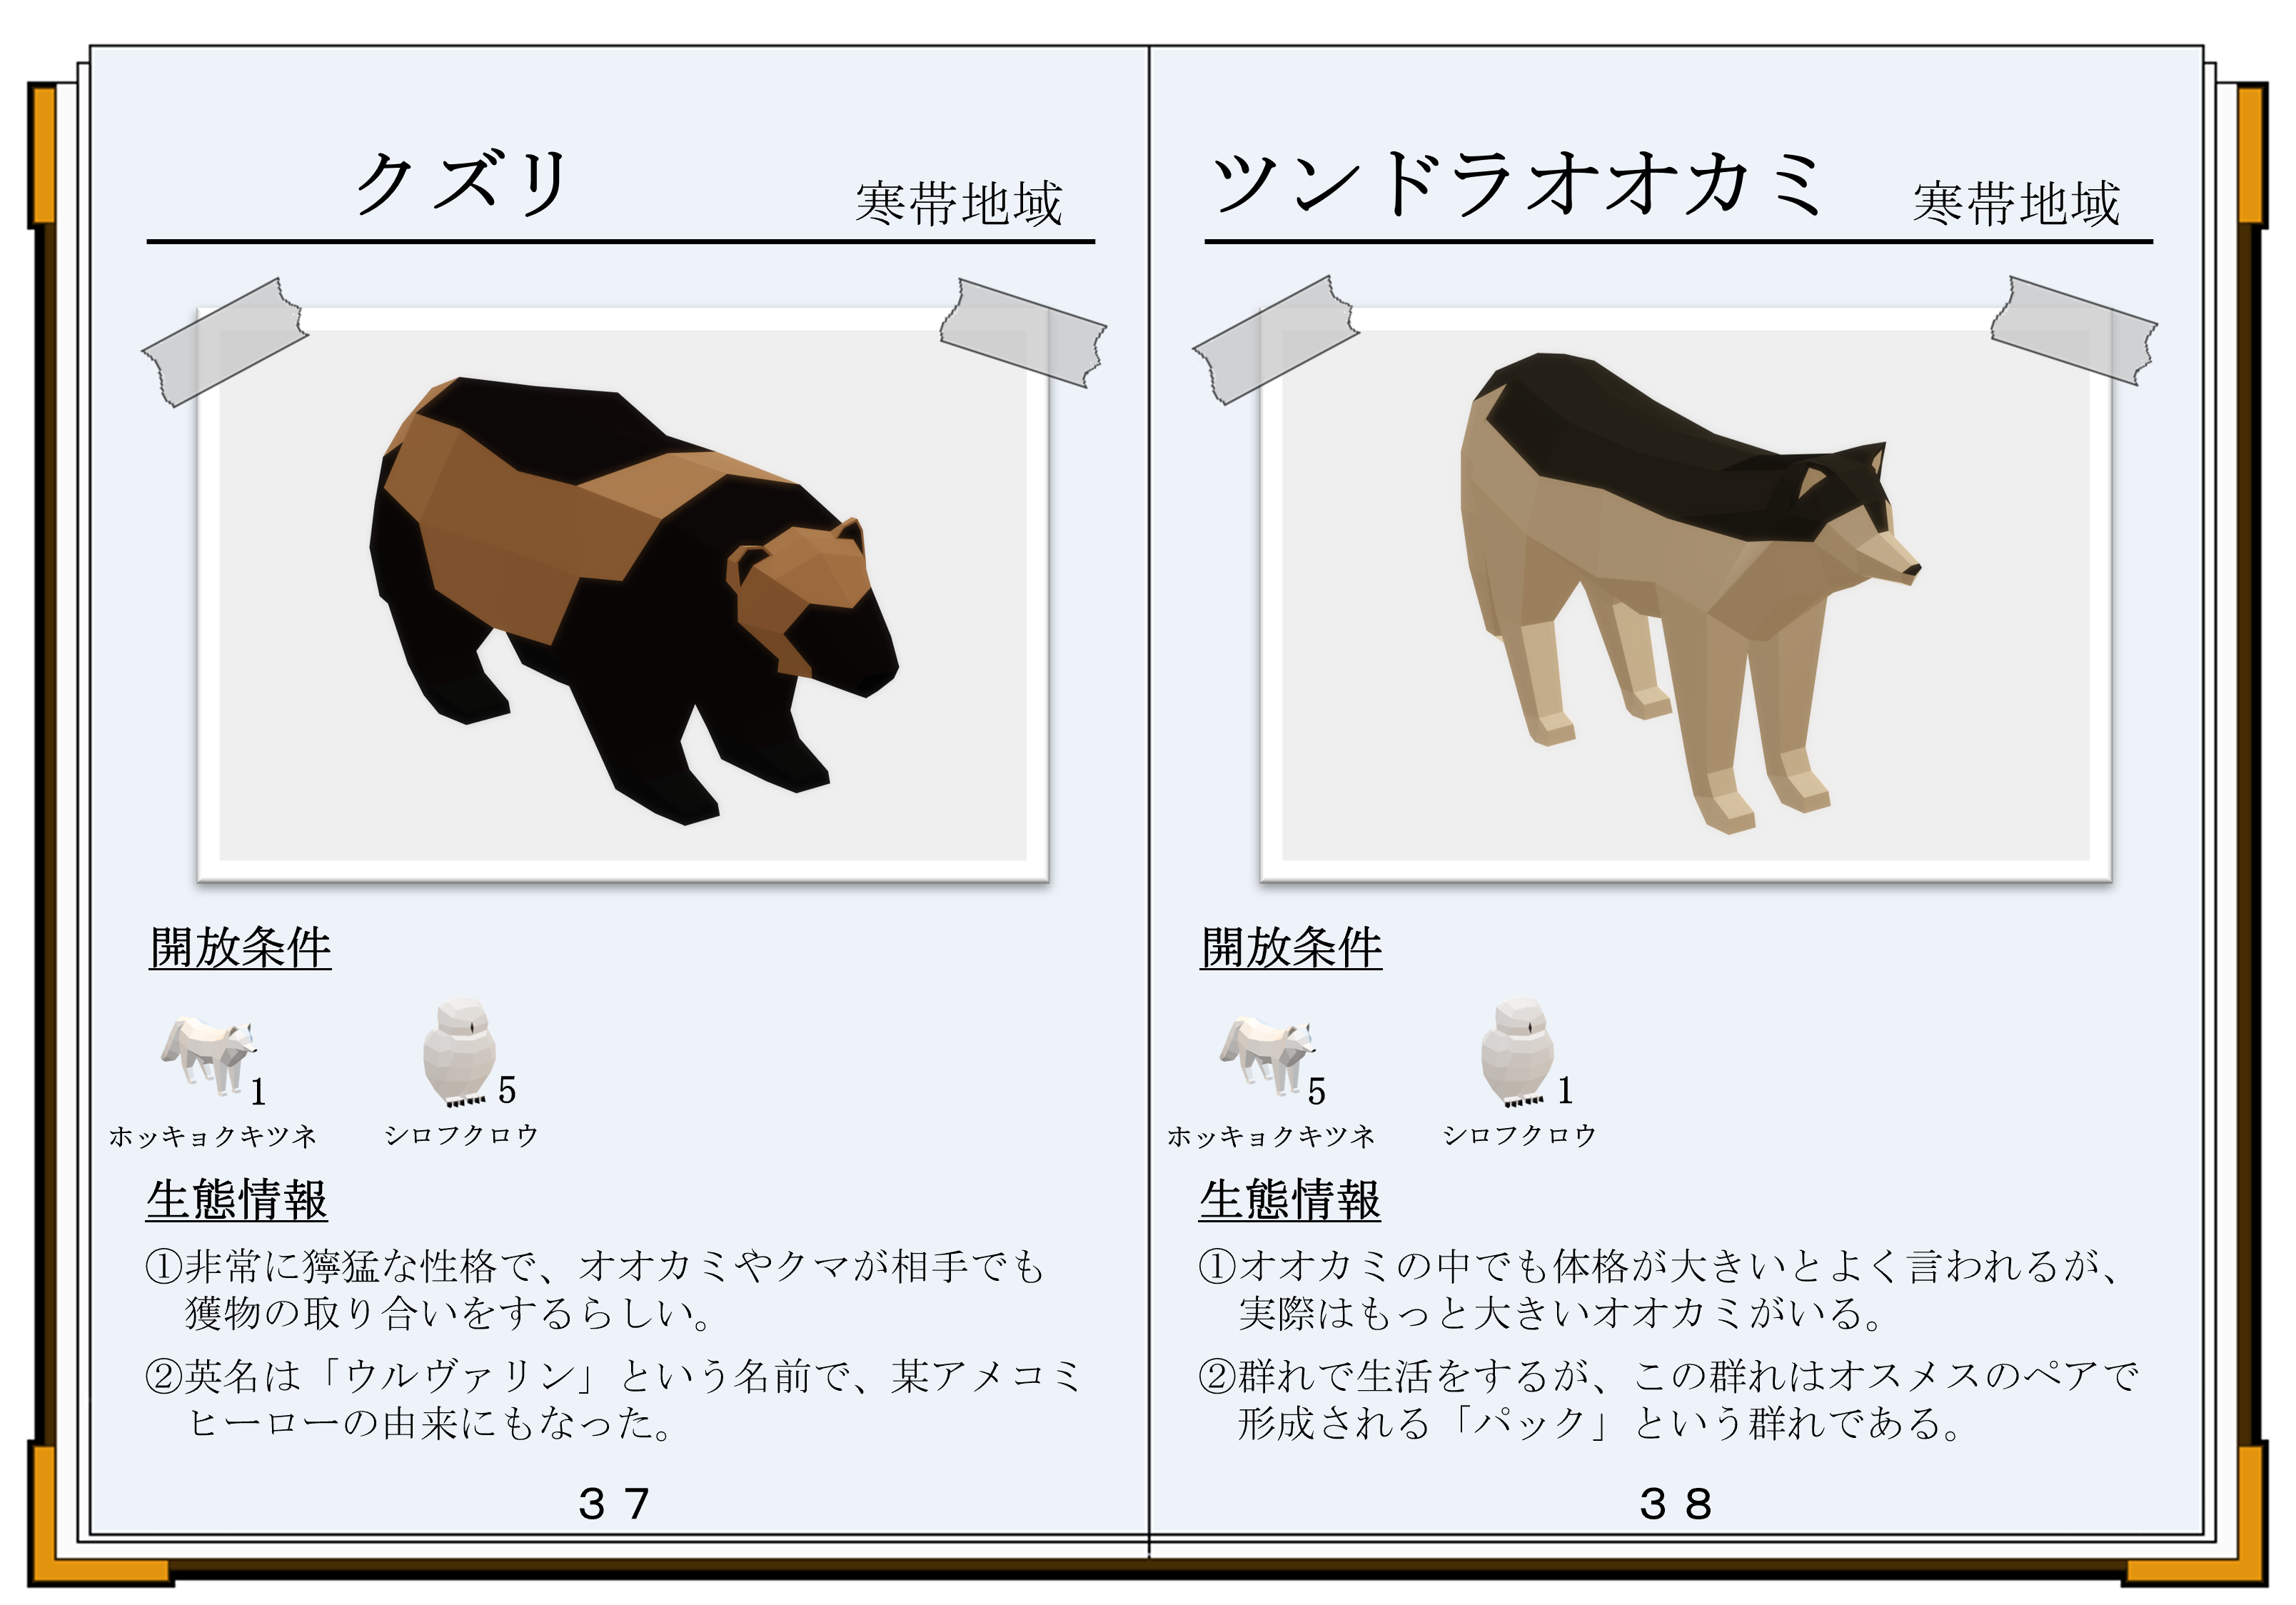 クズリ
寒帯地域
開放条件
1
5
ホッキョクキツネ
シロフクロウ
生態情報
①非常に獰猛な性格で、オオカミやクマが相手でも
獲物の取り合いをするらしい。
②英名は「ウルヴァリン」という名前で、某アメコミ
ヒーローの由来にもなった。
３７
ツンドラオオカミ
寒帯地域
開放条件
5
1
ホッキョクキツネ
シロフクロウ
生態情報
①オオカミの中でも体格が大きいとよく言われるが、
実際はもっと大きいオオカミがいる。
②群れで生活をするが、この群れはオスメスのペアで
形成される「パック」という群れである。
３８